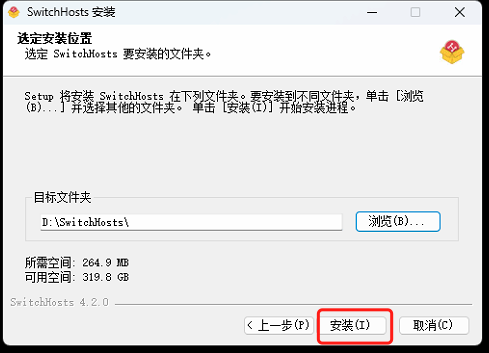 SwitchHosts 安装
选定安装位置
选定 SwitchHosts 要安装的文件夹。
Setup 将安装 SwitchHosts 在下列文件夹。要安装到不同文件夹，单击 [浏览
(B)...] 并选择其他的文件夹。 单击 [安装(I)] 开始安装进程。
目标文件夹
D:\SwitchHosts\
浏览(B)...
所需空间: 264.9 MB
可用空间: 319.8 GB
SwitchHosts 4.2.0
< 上一步(P)
安装(I)
取消(C)